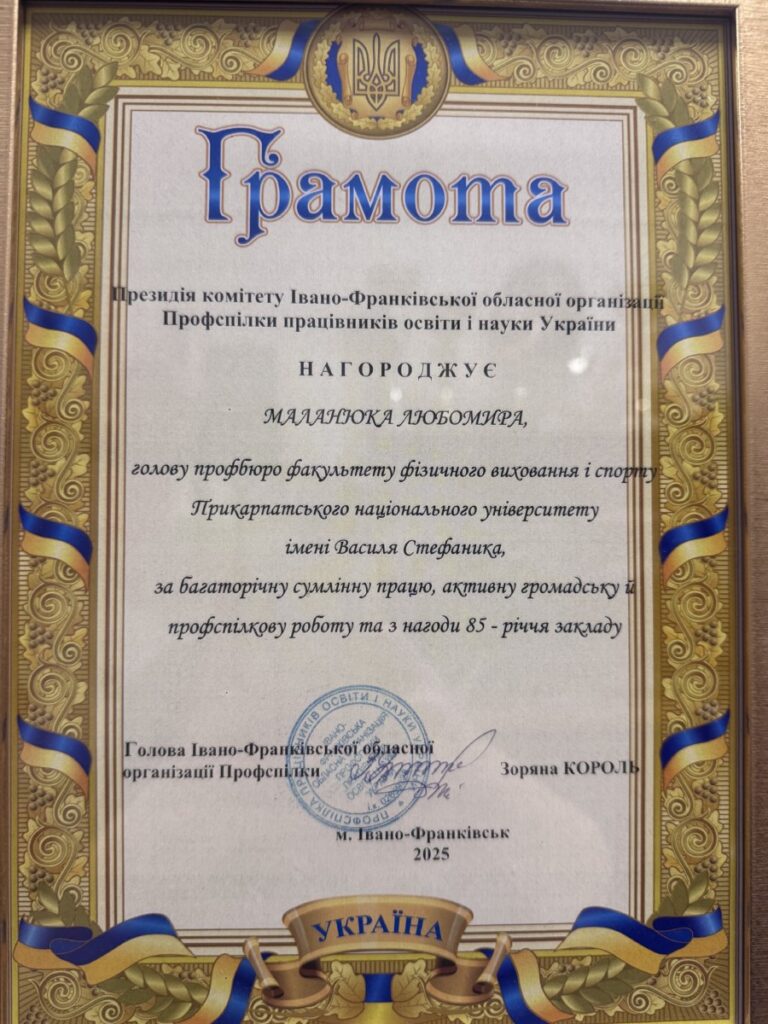 Грамота
Президія комітету Івано-Франківської обласної організації
Профспілки працівників освіти і науки України
НАГОРОДЖУЄ
МАЛАНЮКА ЛЮБОМИРА,
голову профбюро факультету фізичного виховання і спорту
Прикарпатського національного університету
імені Василя Стефаника,
за багаторічну сумлінну працю, активну громадську й
профспілкову роботу та з нагоди 85 - річчя закладу
Голова Івано-Франківської обласної
організації Профспілки
Зоряна КОРОЛЬ
м. Івано-Франківськ
2025
УКРАЇНА